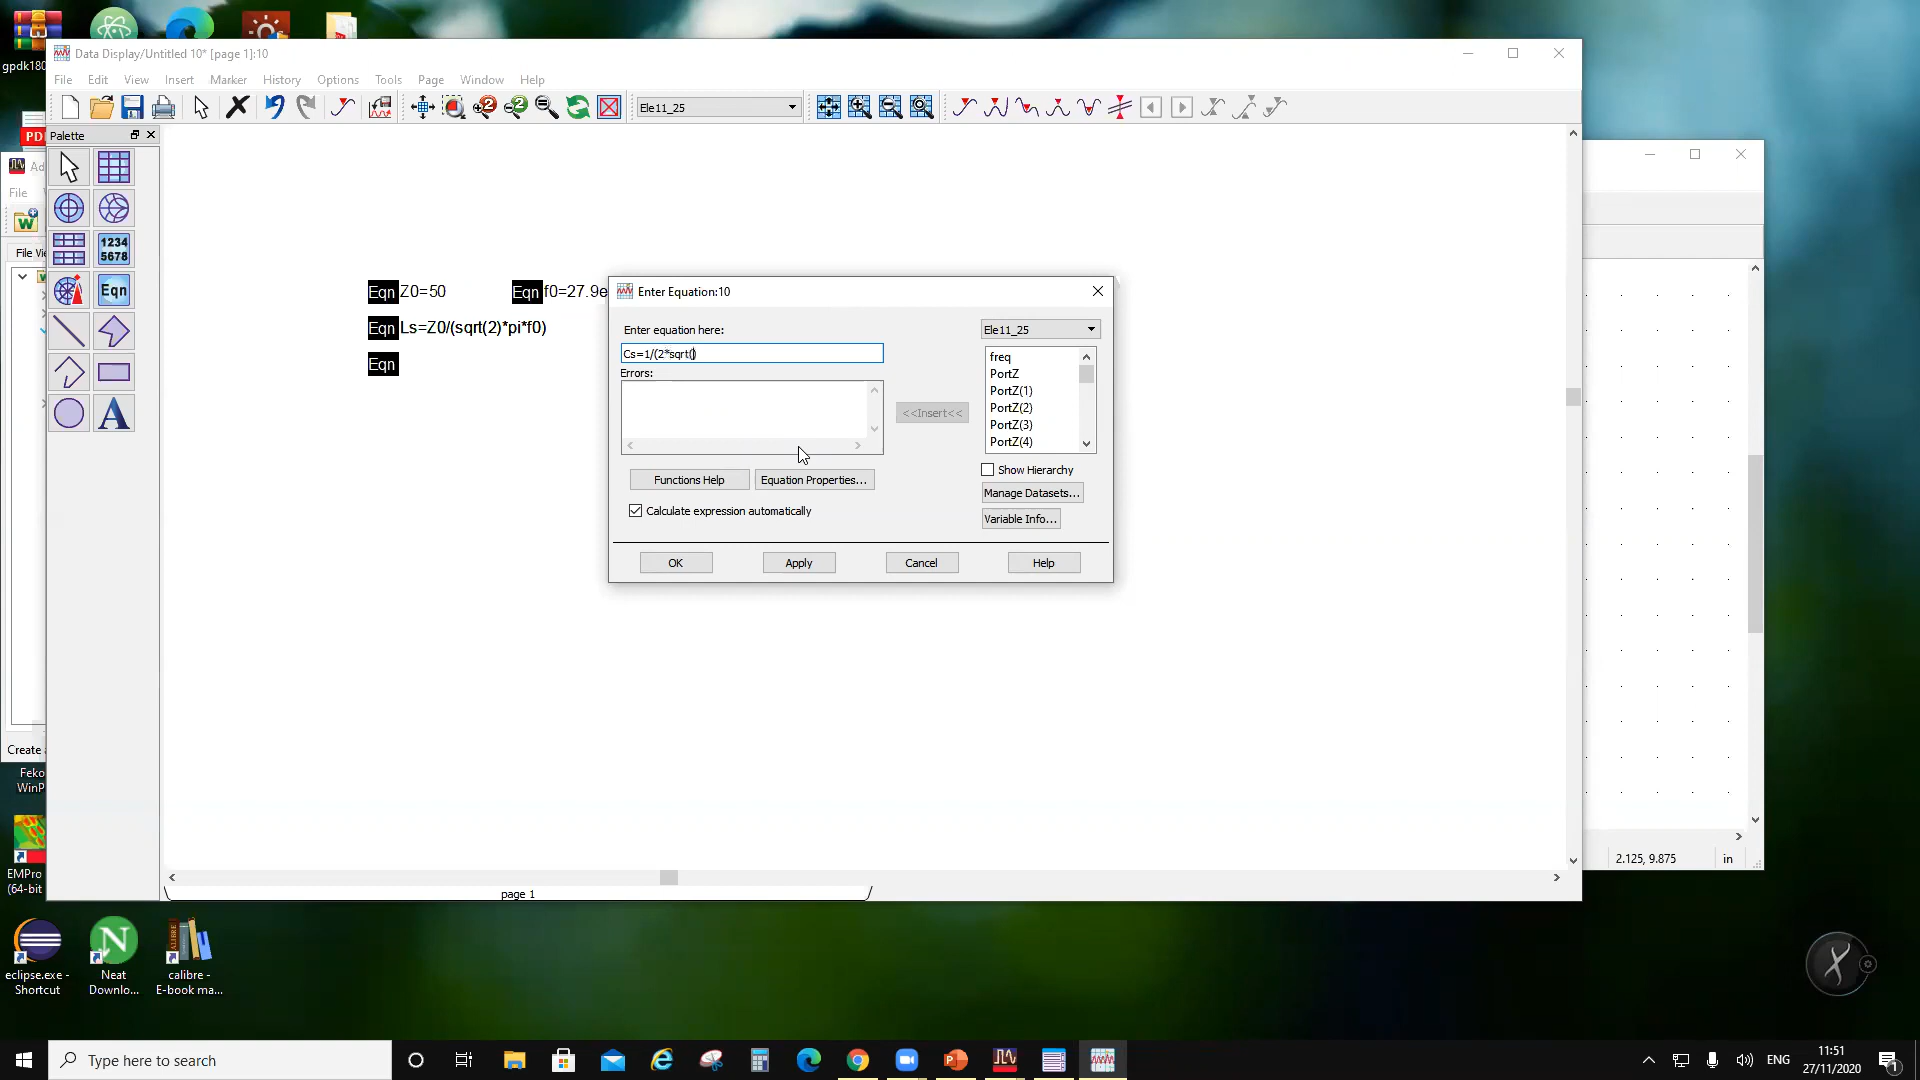 gpdk180
Data Display/Untitled 10* [page 1]:10
File Edit View Insert Marker History Options Tools Page Window Help
Ele11_25
PD
Palette
Ad
File
W
1234
5678
File Vie
Eqn
Eqn Z0=50
Eqn f0=27.9e
Eqn Ls=Z0/(sqrt(2)*pi*f0)
Eqn
Enter Equation:10
Enter equation here:
Ele11_25
Cs=1/(2*sqrt()
Errors:
freq
PortZ
PortZ(1)
PortZ(2)
PortZ(3)
PortZ(4)
<<Insert<<
Show Hierarchy
Functions Help
Equation Properties...
Manage Datasets...
Calculate expression automatically
Variable Info...
OK
Apply
Cancel
Help
A
Create a
Feko
WinP
EMPro
(64-bit
2.125, 9.875
in
page 1
eclipse.exe -
Shortcut
Neat
Downlo...
calibre -
E-book ma...
Type here to search
ENG
11:51
27/11/2020
1